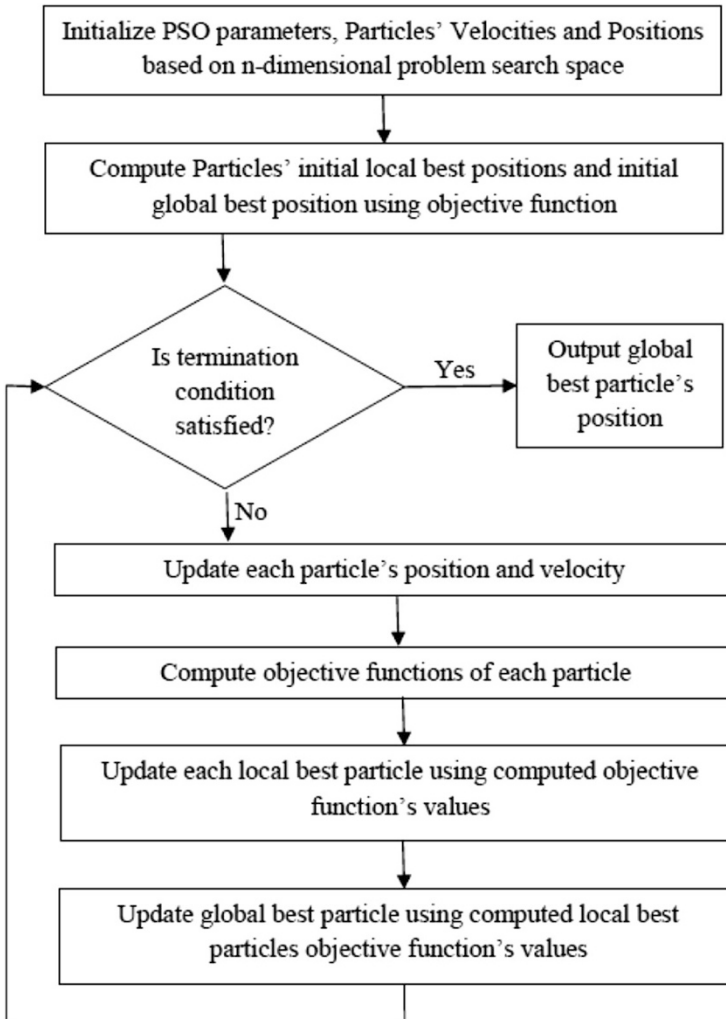 Initialize PSO parameters, Particles’ Velocities and Positions
based on n-dimensional problem search space
Compute Particles’ initial local best positions and initial
global best position using objective function
Is termination
condition
satisfied?
Yes
Output global
best particle’s
position
No
Update each particle’s position and velocity
Compute objective functions of each particle
Update each local best particle using computed objective
function’s values
Update global best particle using computed local best
particles objective function’s values